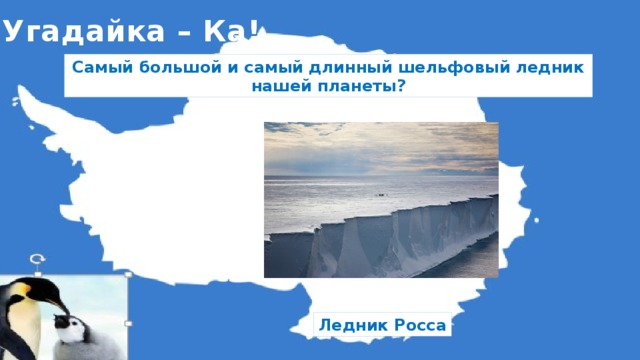 Угадайка – Ка!
Самый большой и самый длинный шельфовый ледник
нашей планеты?
Ледник Росса